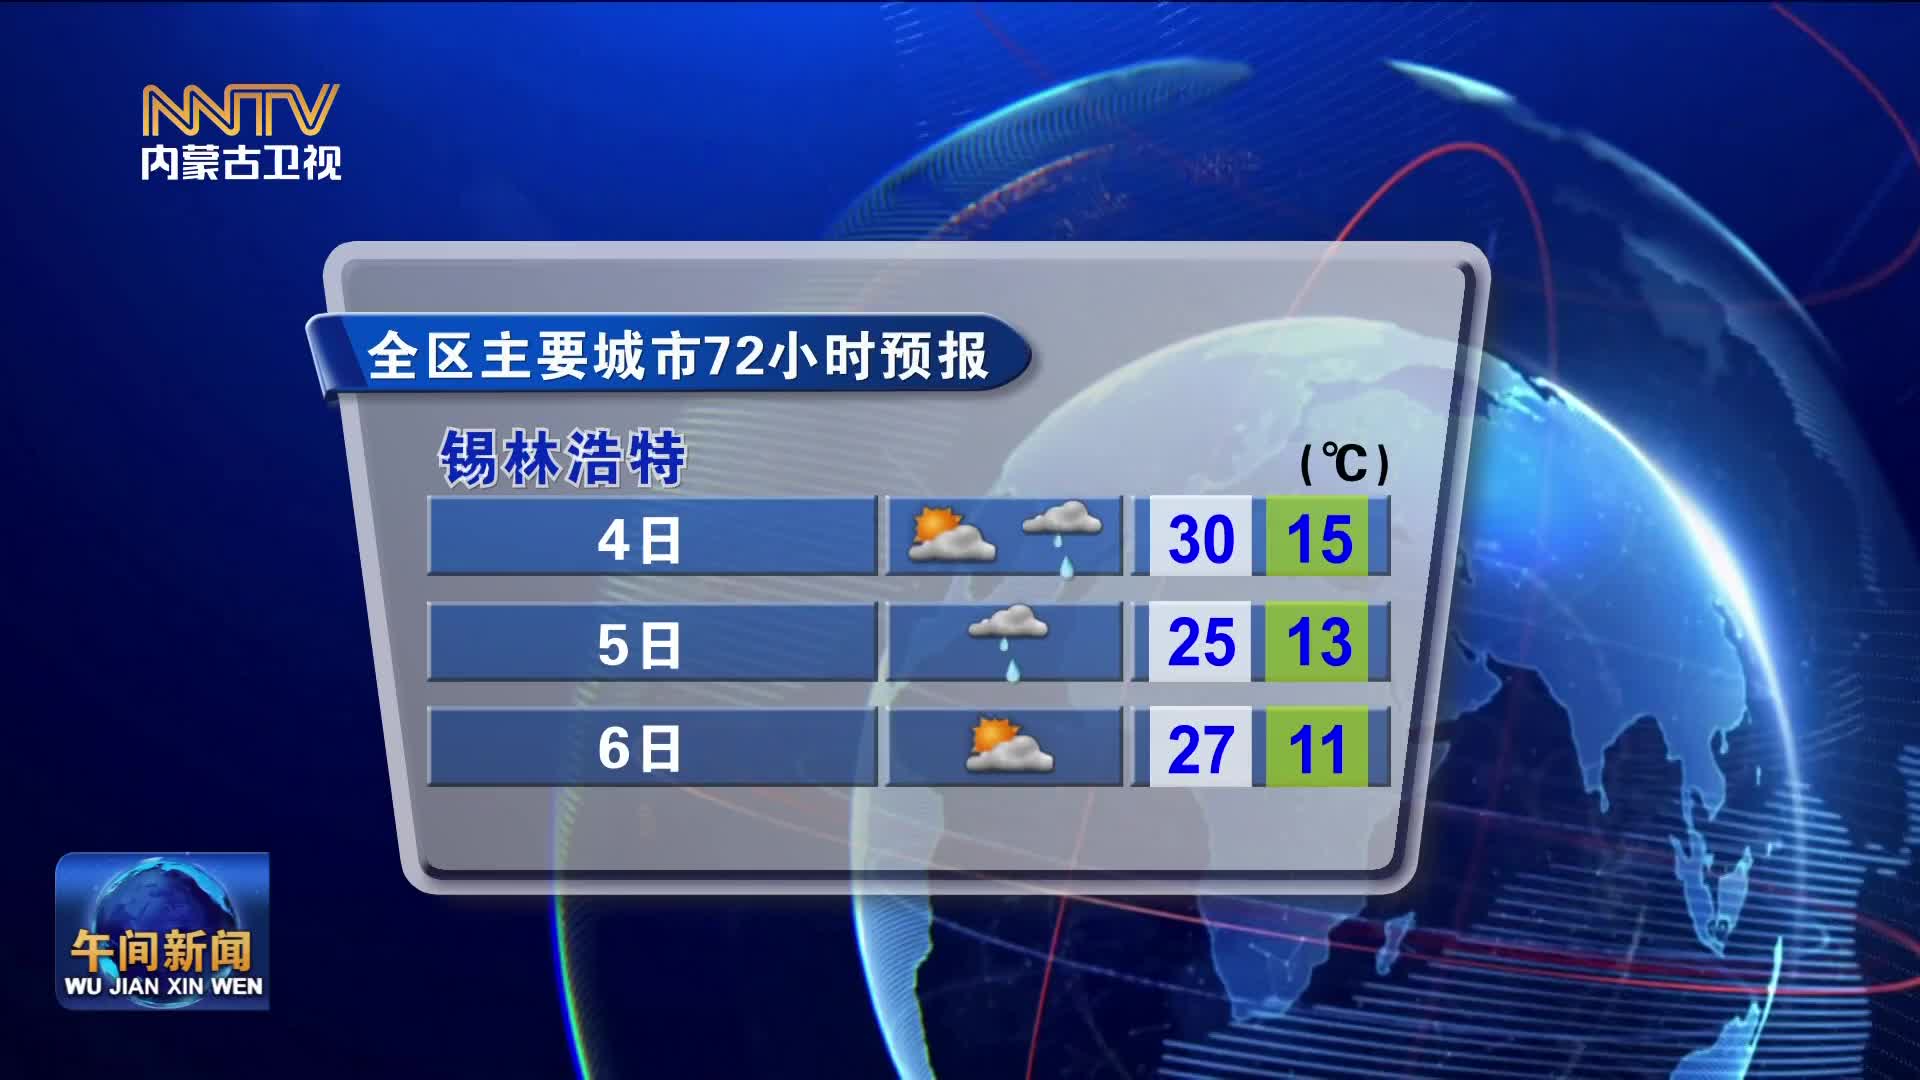 NNTV
内蒙古卫视
全区主要城市72小时预报
锡林浩特 (℃)
4日 30 15
5日 25 13
6日 27 11
午间新闻
WU JIAN XIN WEN